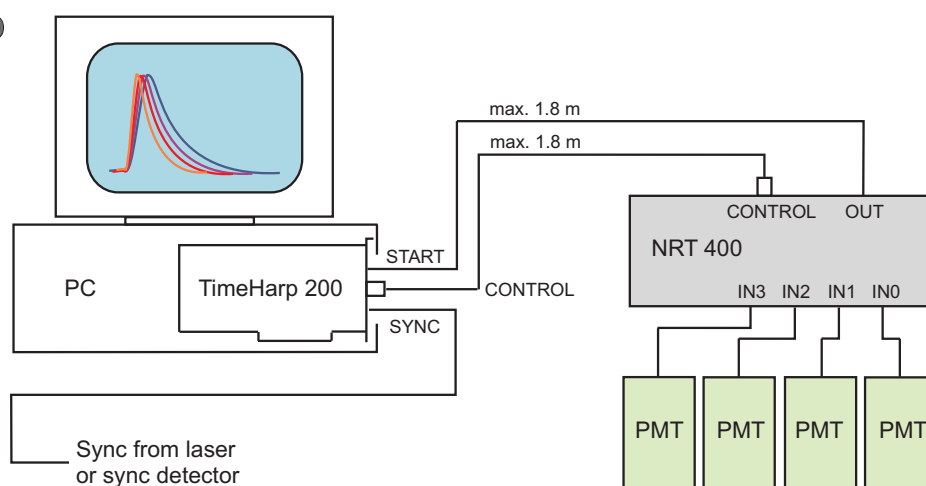 max. 1.8 m
max. 1.8 m
CONTROL OUT
NRT 400
START
PC TimeHarp 200 CONTROL
IN3 IN2 IN1 IN0
SYNC
PMT PMT PMT PMT
Sync from laser
or sync detector